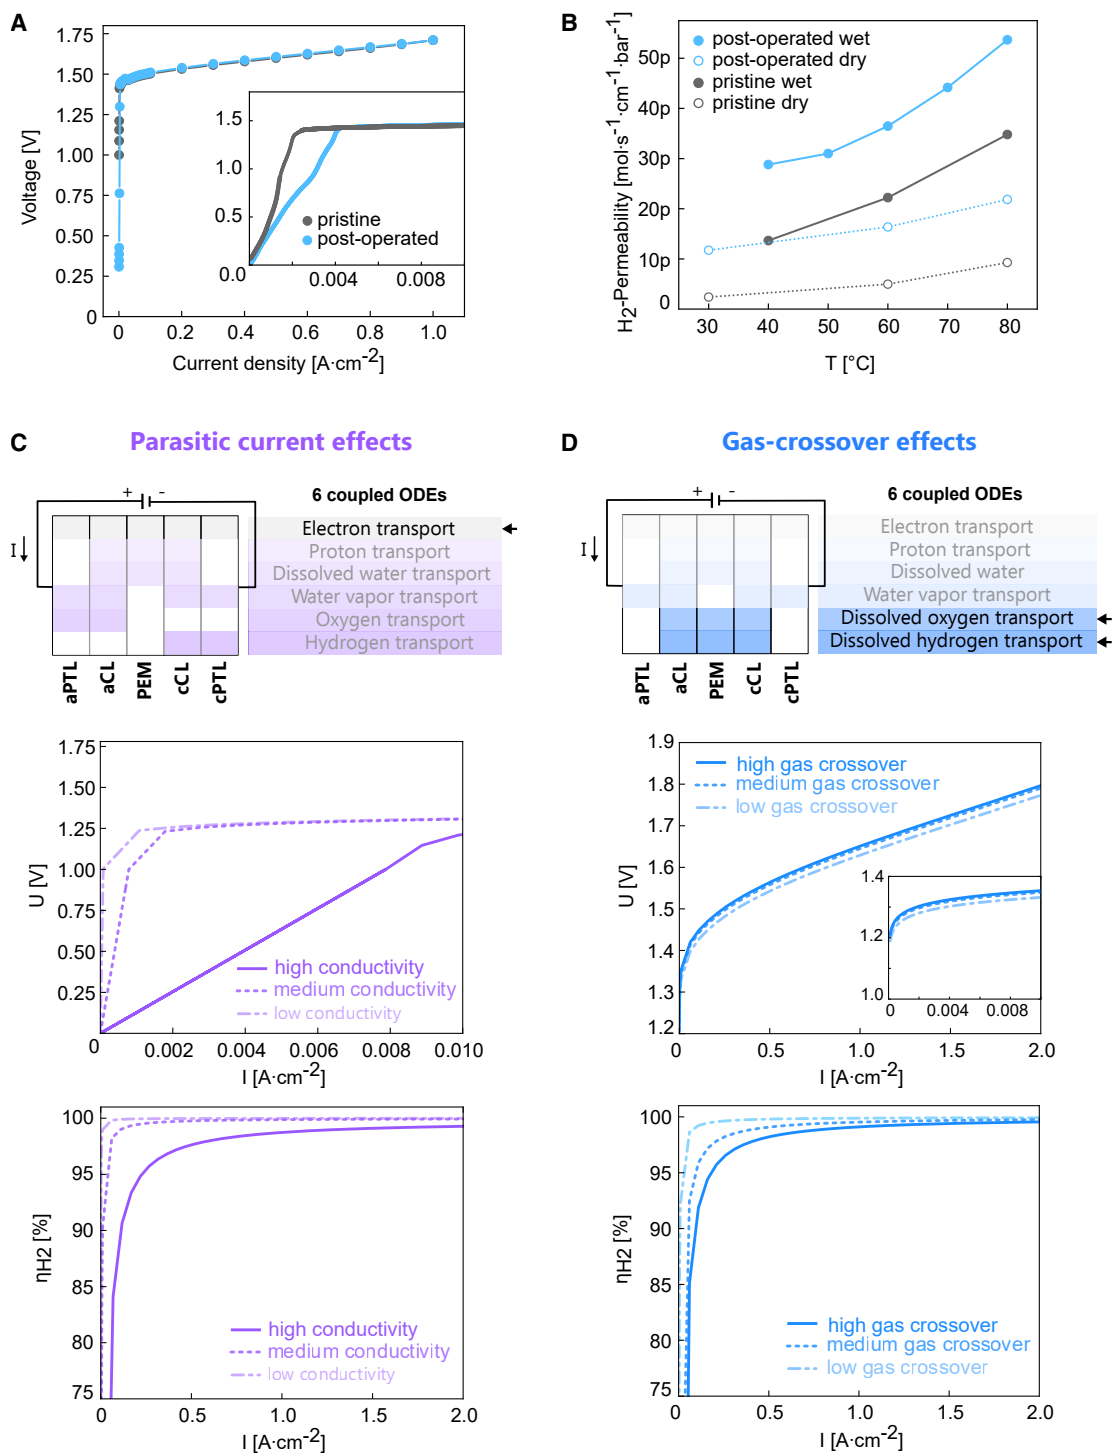 A
1.75
1.50
1.25
1.00
0.75
0.50
0.25
0
Voltage [V]
1.5
1.0
0.5
0.0
0.004
0.008
pristine
post-operated
0
0.2
0.4
0.6
0.8
1.0
Current density [A·cm-2]
B
post-operated wet
post-operated dry
pristine wet
pristine dry
50p
40p
30p
20p
10p
0
H2-Permeability [mol·s-1·cm-1·bar-1]
30
40
50
60
70
80
T [°C]
C
Parasitic current effects
+ -
I
6 coupled ODEs
Electron transport
Proton transport
Dissolved water transport
Water vapor transport
Oxygen transport
Hydrogen transport
aPTL
aCL
PEM
cCL
cPTL
1.75
1.50
1.25
1.00
0.75
0.50
0.25
0
U [V]
high conductivity
medium conductivity
low conductivity
0.002
0.004
0.006
0.008
0.010
I [A·cm-2]
100
95
90
85
80
75
ηH2 [%]
high conductivity
medium conductivity
low conductivity
0
0.5
1.0
1.5
2.0
I [A·cm-2]
D
Gas-crossover effects
+ -
I
6 coupled ODEs
Electron transport
Proton transport
Dissolved water
Water vapor transport
Dissolved oxygen transport
Dissolved hydrogen transport
aPTL
aCL
PEM
cCL
cPTL
1.9
1.8
1.7
1.6
1.5
1.4
1.3
1.2
U [V]
high gas crossover
medium gas crossover
low gas crossover
1.4
1.2
1.0
0
0.004
0.008
0
0.5
1.0
1.5
2.0
I [A·cm-2]
100
95
90
85
80
75
ηH2 [%]
high gas crossover
medium gas crossover
low gas crossover
0
0.5
1.0
1.5
2.0
I [A·cm-2]